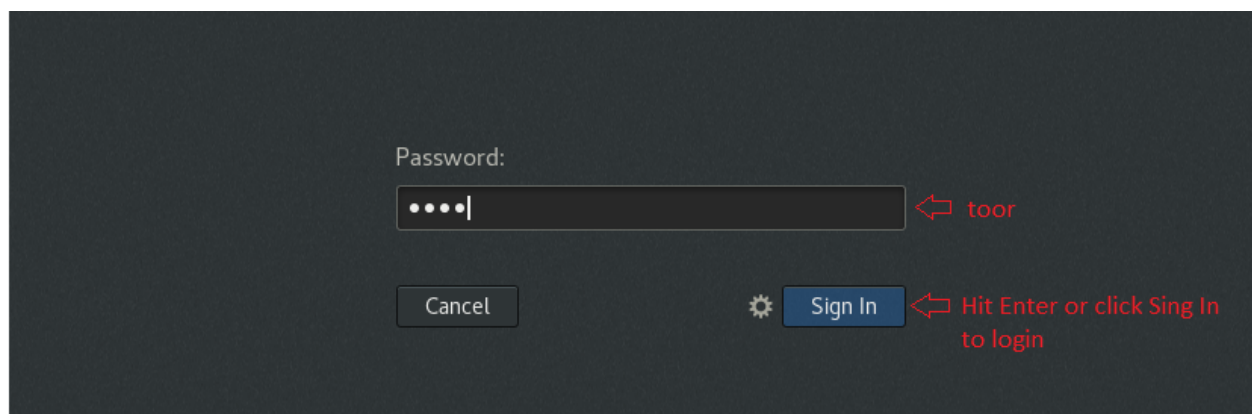 Password:
●●●● toor
Cancel Sign In Hit Enter or click Sing In
to login